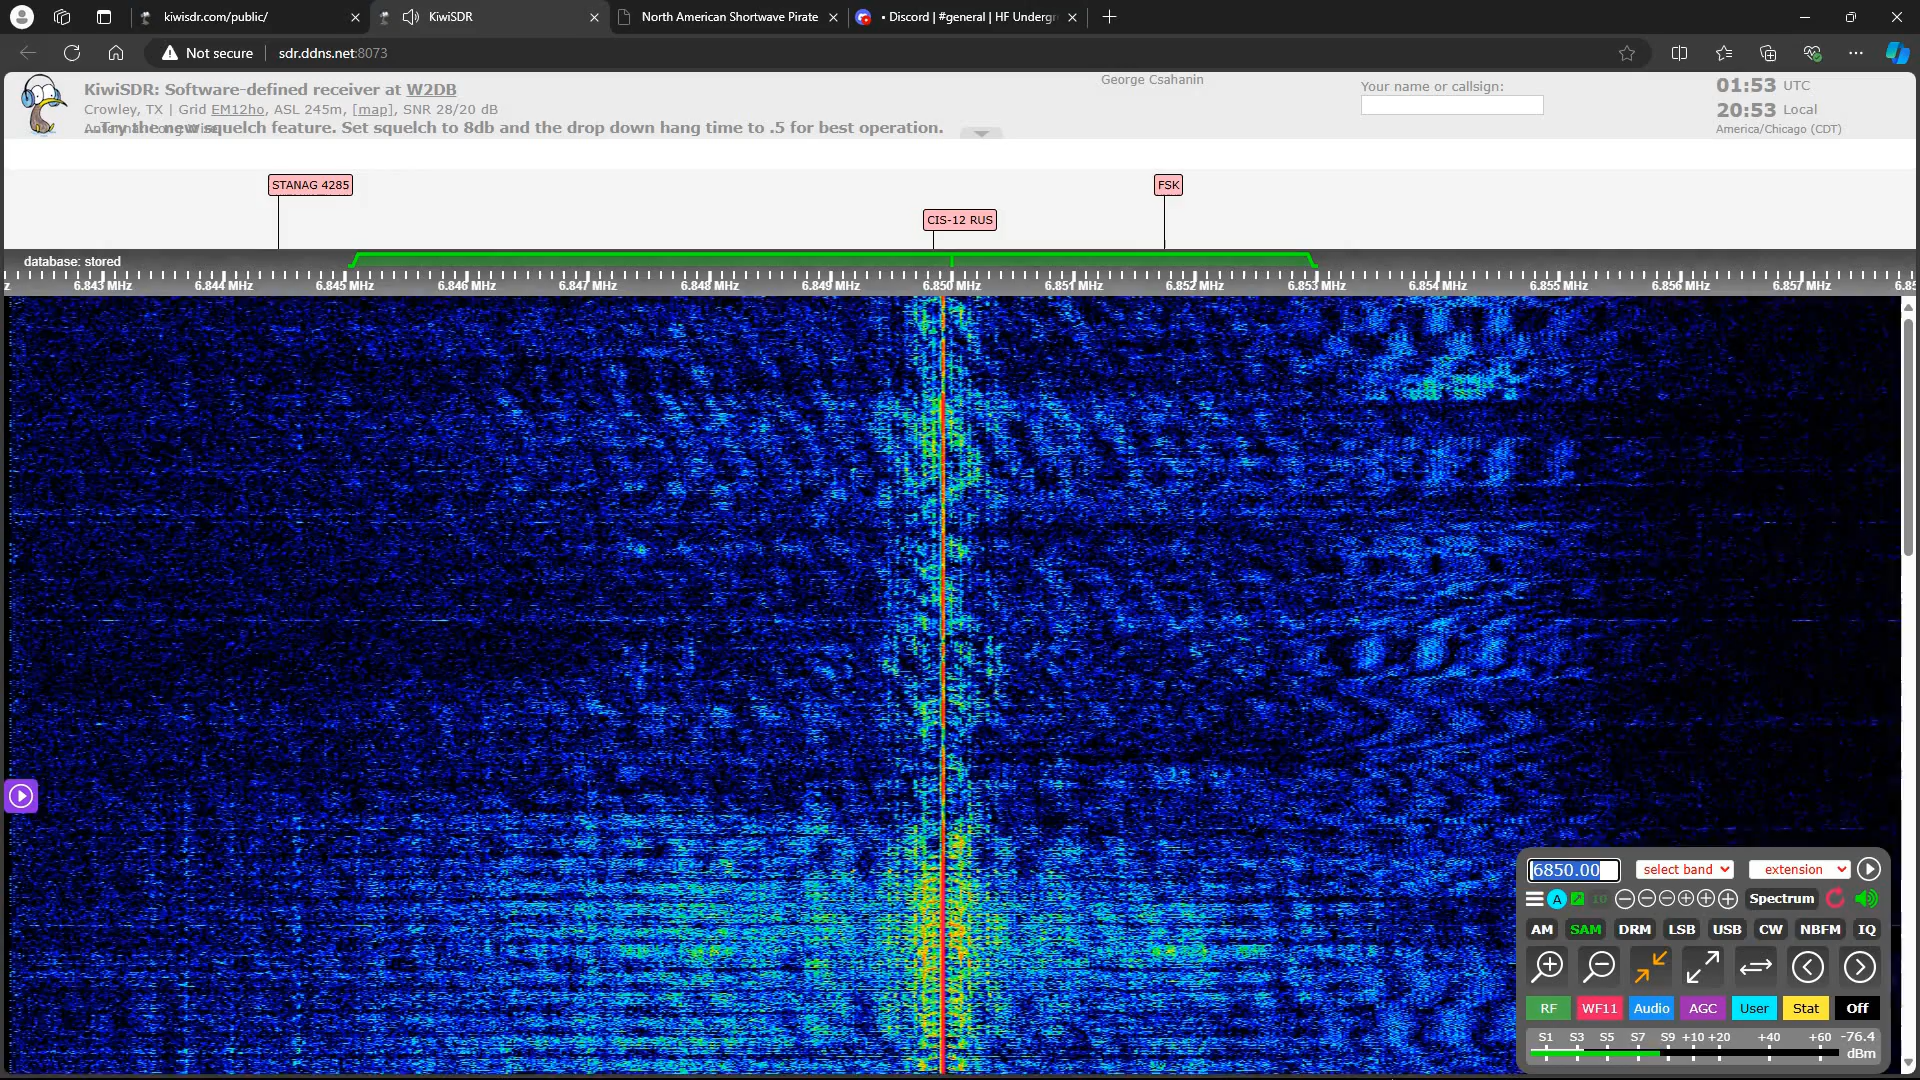 kiwisdr.com/public/
KiwiSDR
North American Shortwave Pirate
• Discord | #general | HF Undergr
Not secure
sdr.ddns.net:8073
KiwiSDR: Software-defined receiver at W2DB
Crowley, TX | Grid EM12ho, ASL 245m, [map], SNR 28/20 dB
...Try the new squelch feature. Set squelch to 8db and the drop down hang time to .5 for best operation.
George Csahanin
Your name or callsign:
01:53 UTC
20:53 Local
America/Chicago (CDT)
STANAG 4285
FSK
CIS-12 RUS
database: stored
z 6.843 MHz 6.844 MHz 6.845 MHz 6.846 MHz 6.847 MHz 6.848 MHz 6.849 MHz 6.850 MHz 6.851 MHz 6.852 MHz 6.853 MHz 6.854 MHz 6.855 MHz 6.856 MHz 6.857 MHz 6.85
6850.00 select band extension
A 10 Spectrum
AM SAM DRM LSB USB CW NBFM IQ
RF WF11 Audio AGC User Stat Off
S1 S3 S5 S7 S9 +10 +20 +40 +60 -76.4
dBm